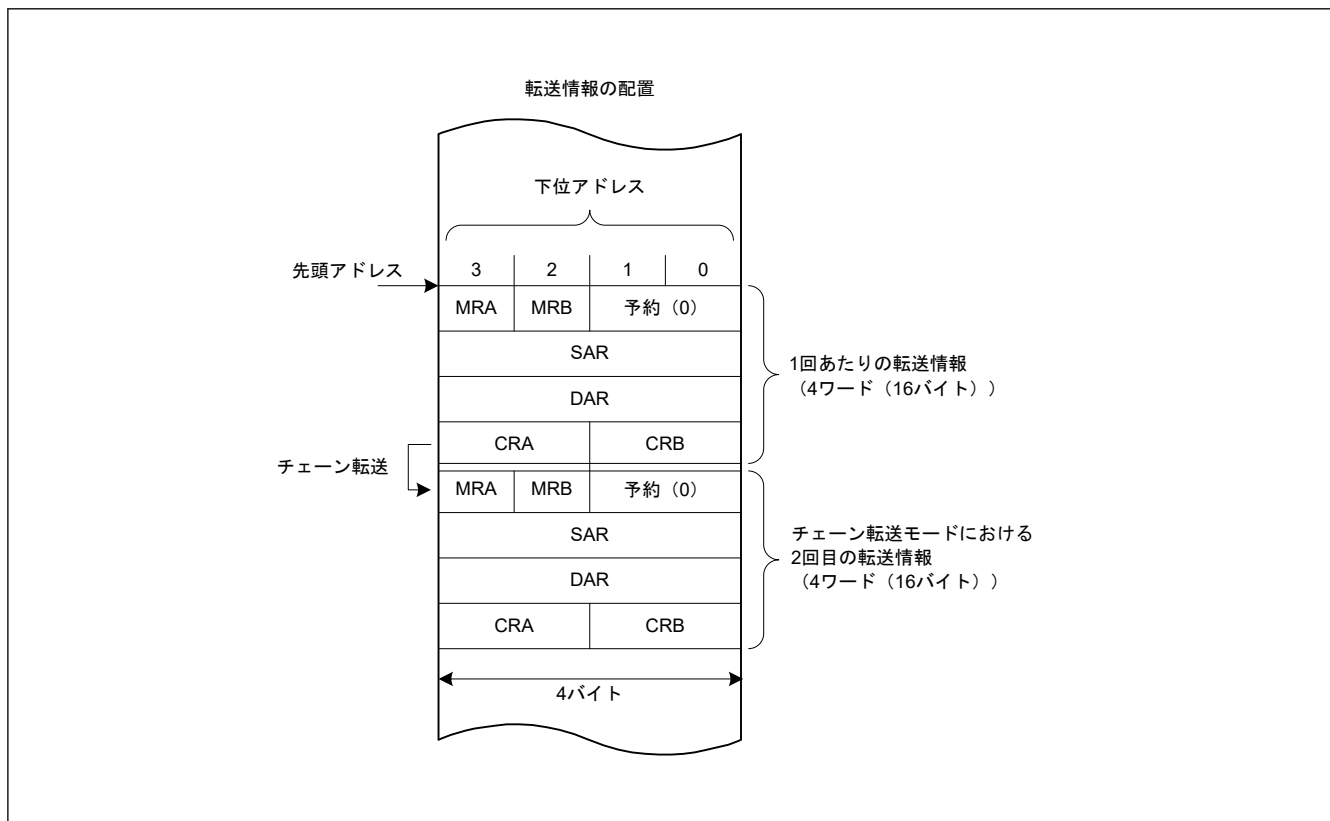 転送情報の配置
下位アドレス
先頭アドレス
3 2 1 0
MRA MRB 予約（0）
SAR
DAR
CRA CRB
1回あたりの転送情報
（4ワード（16バイト））
チェーン転送
MRA MRB 予約（0）
SAR
DAR
CRA CRB
チェーン転送モードにおける
2回目の転送情報
（4ワード（16バイト））
4バイト